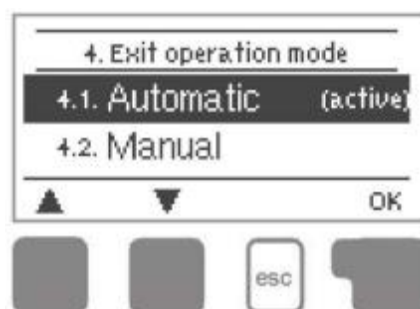 4. Exit operation mode
4.1. Automatic (active)
4.2. Manual
▲ ▼ OK
esc